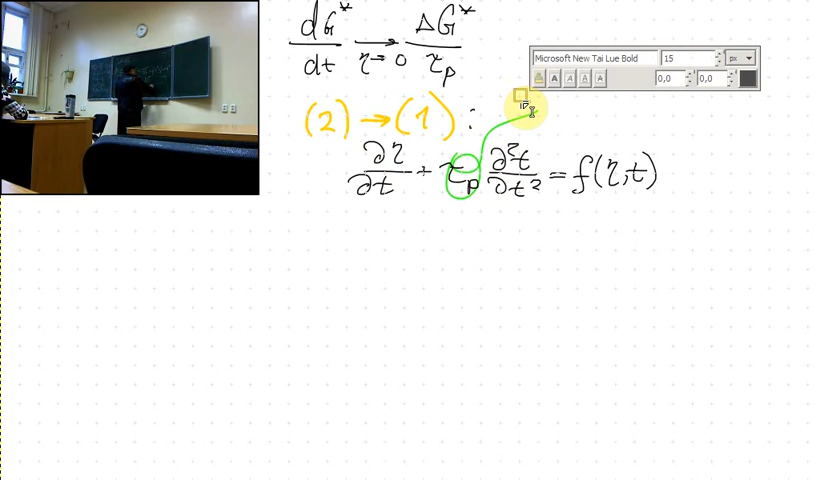 dG*/dt →(η→0) ΔG*/τp
Microsoft New Tai Lue Bold 15 px
A A A A 0,0 0,0
(2) → (1) :
∂η/∂t + τp ∂²t/∂t² = f(η,t)